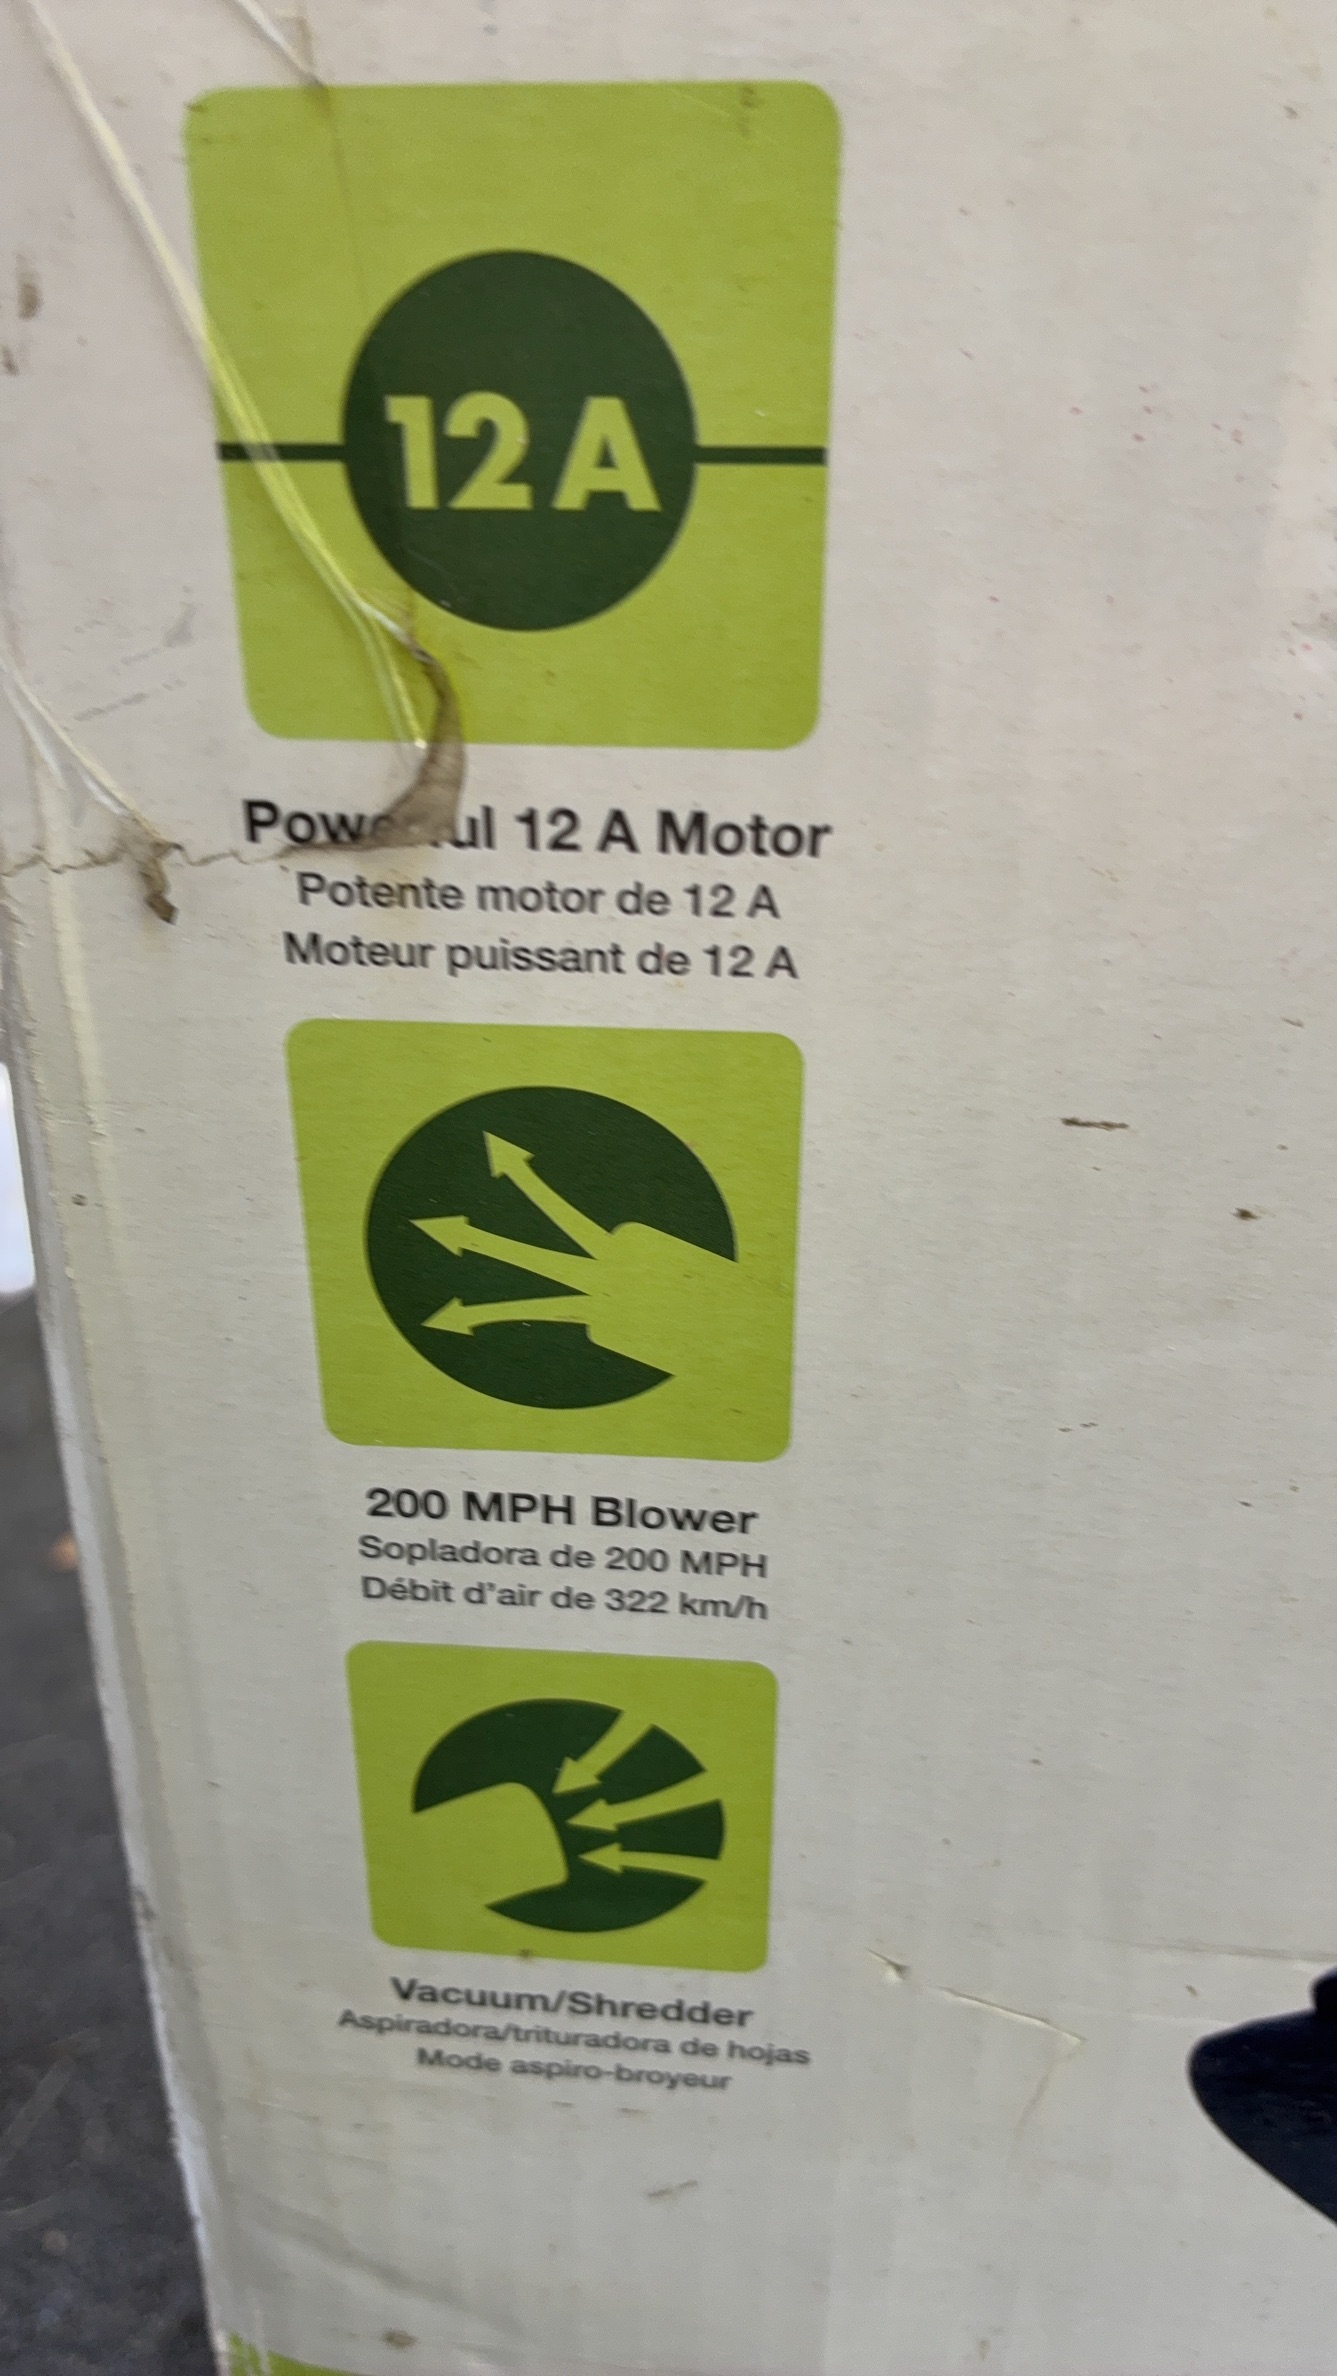 12 A
Powerful 12 A Motor
Potente motor de 12 A
Moteur puissant de 12 A
200 MPH Blower
Sopladora de 200 MPH
Débit d'air de 322 km/h
Vacuum/Shredder
Aspiradora/trituradora de hojas
Mode aspiro-broyeur